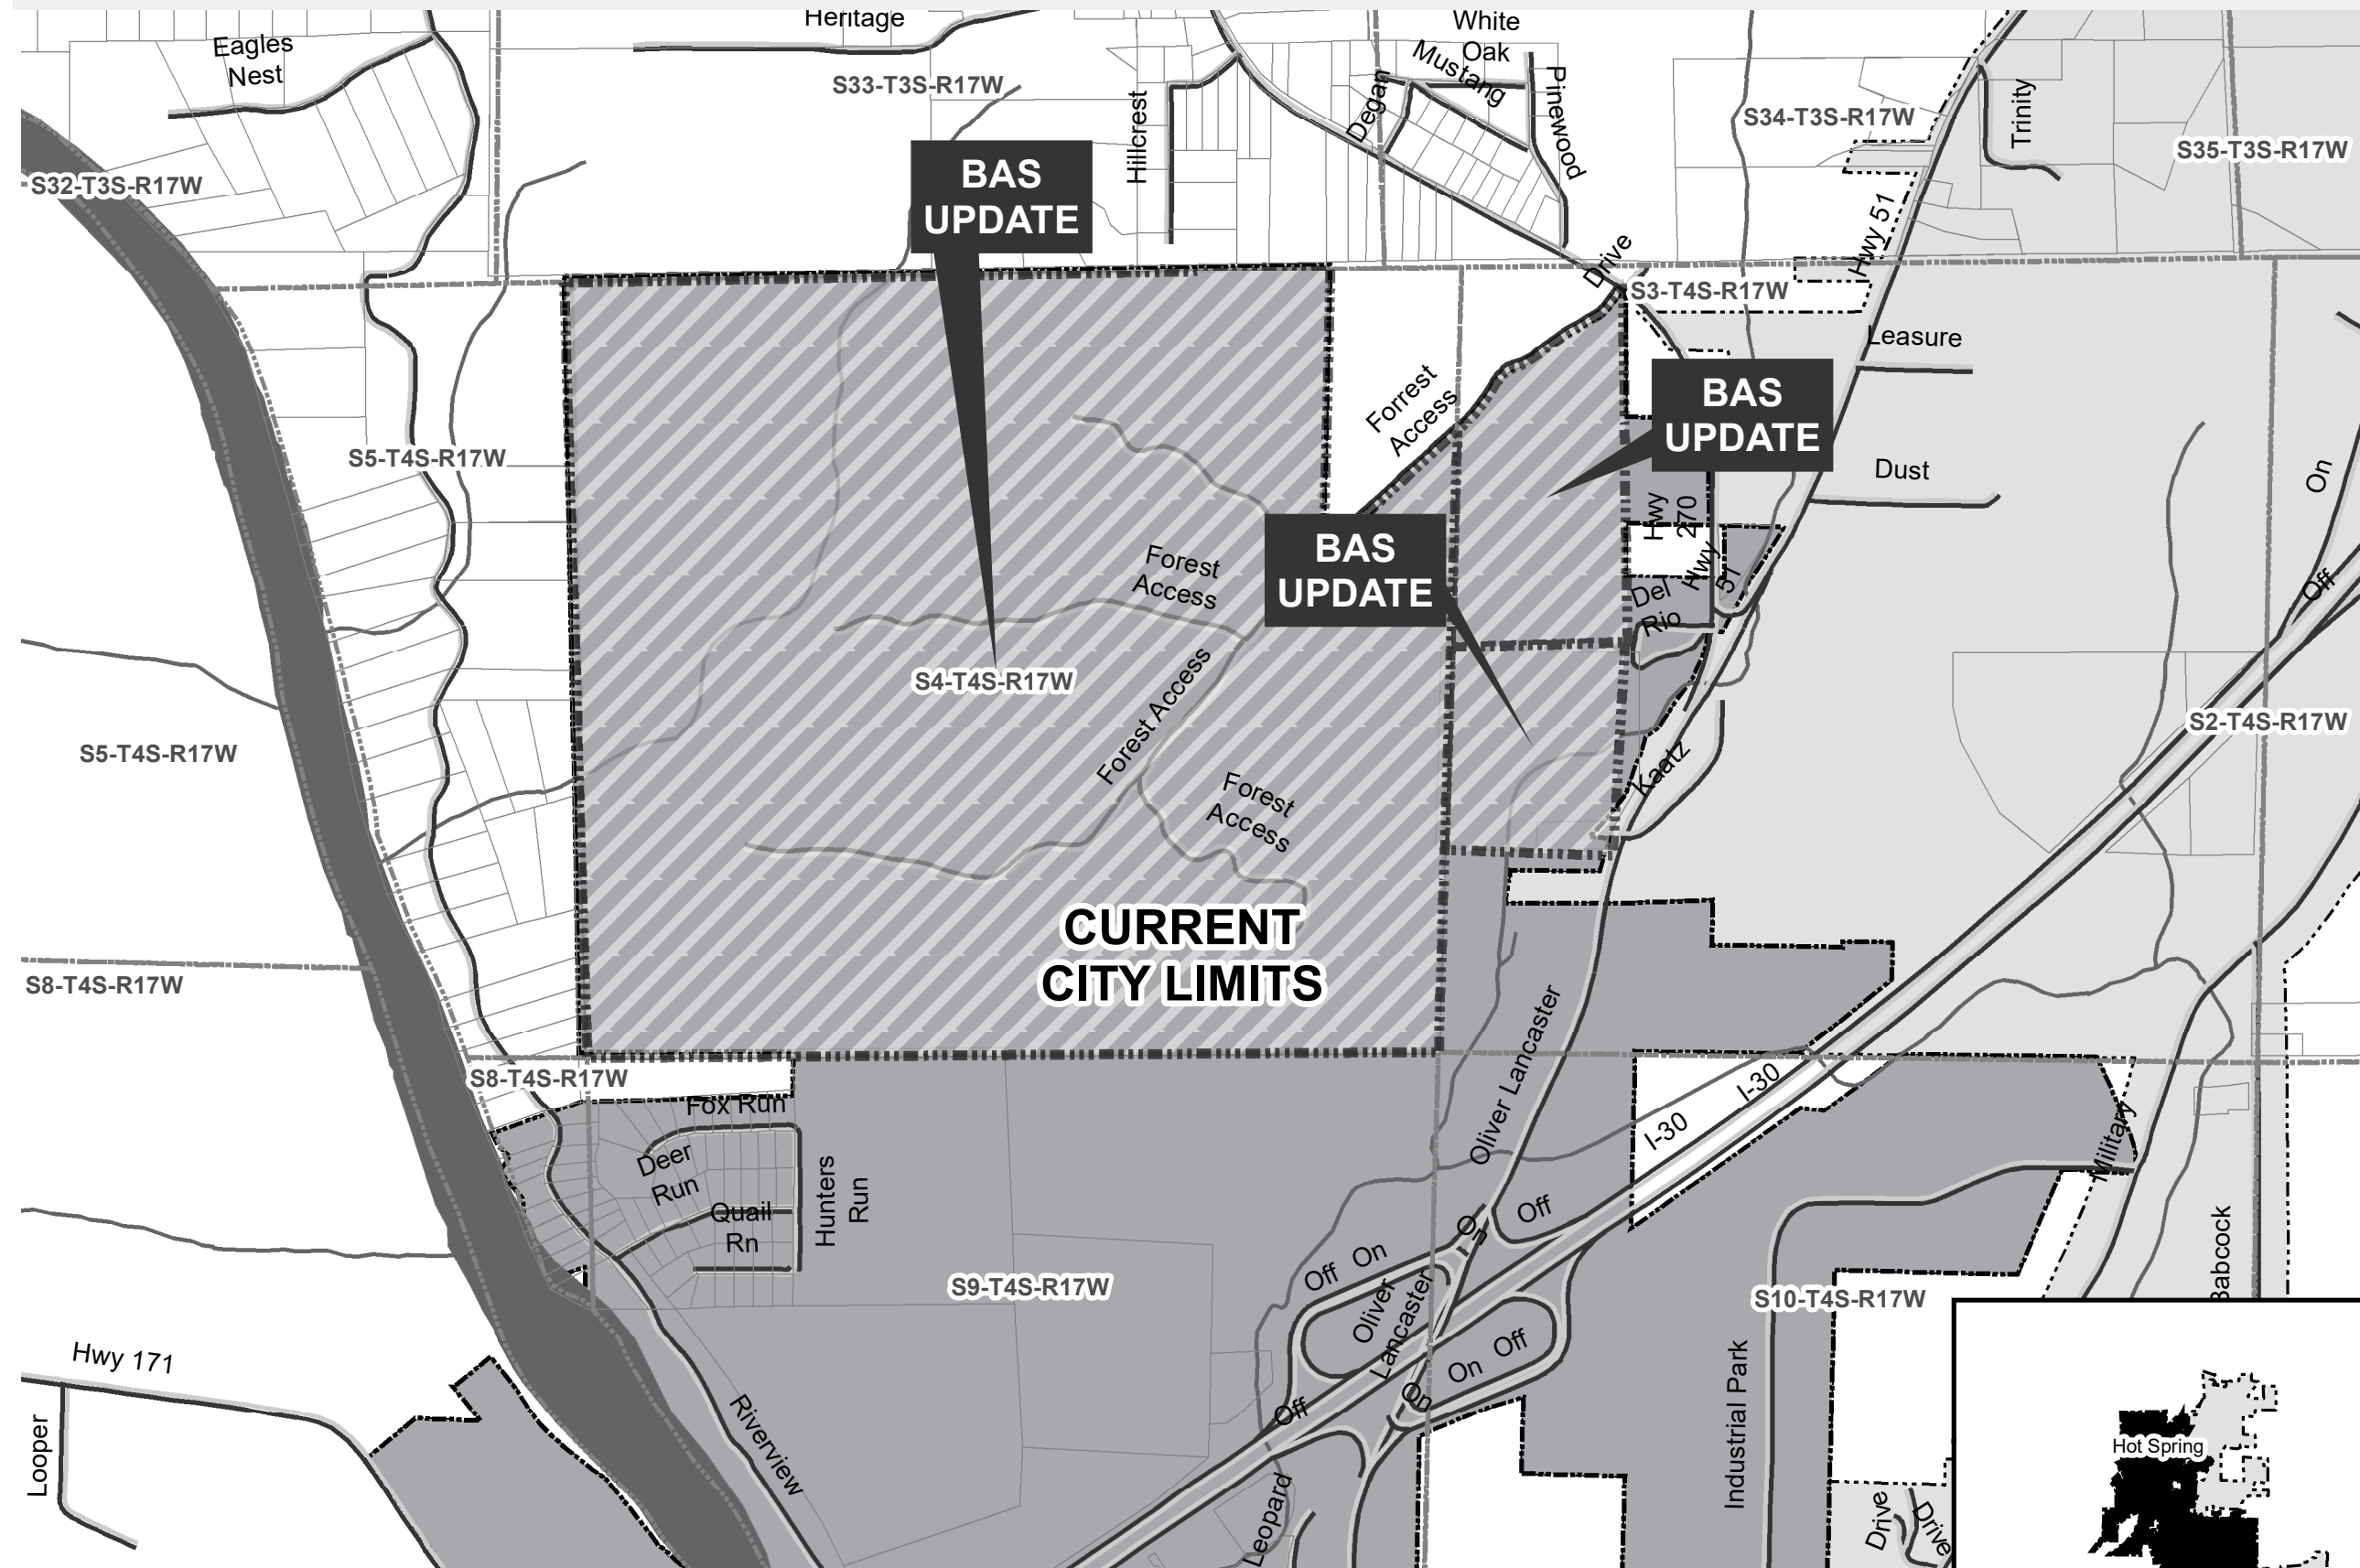 Heritage
White
Oak
Eagles
Nest
Mustang
S33-T3S-R17W
Degan
Pinewood
Hillcrest
S34-T3S-R17W
Trinity
S35-T3S-R17W
S32-T3S-R17W
BAS
UPDATE
Hwy 51
Drive
S3-T4S-R17W
Leasure
Forrest
Access
BAS
UPDATE
S5-T4S-R17W
Dust
On
Hwy
270
BAS
UPDATE
Forest
Access
Hwy
51
Del
Rio
Off
S4-T4S-R17W
Forest Access
S2-T4S-R17W
S5-T4S-R17W
Kaatz
Forest
Access
CURRENT
CITY LIMITS
S8-T4S-R17W
Oliver Lancaster
S8-T4S-R17W
I-30
I-30
Fox Run
Military
Deer
Run
Hunters
Run
Quail
Rn
On
Off
Babcock
Off
On
S9-T4S-R17W
Oliver
Lancaster
S10-T4S-R17W
Off
On
On
Hwy 171
Off
Riverview
Industrial Park
Looper
Leopard
Drive
Drive
Hot Spring